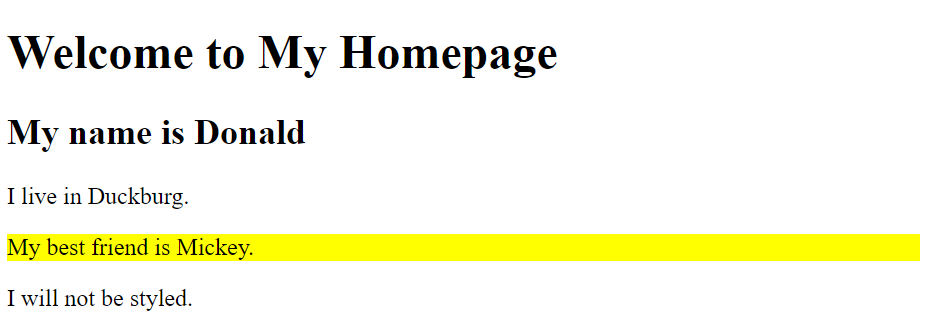 Welcome to My Homepage
My name is Donald
I live in Duckburg.
My best friend is Mickey.
I will not be styled.